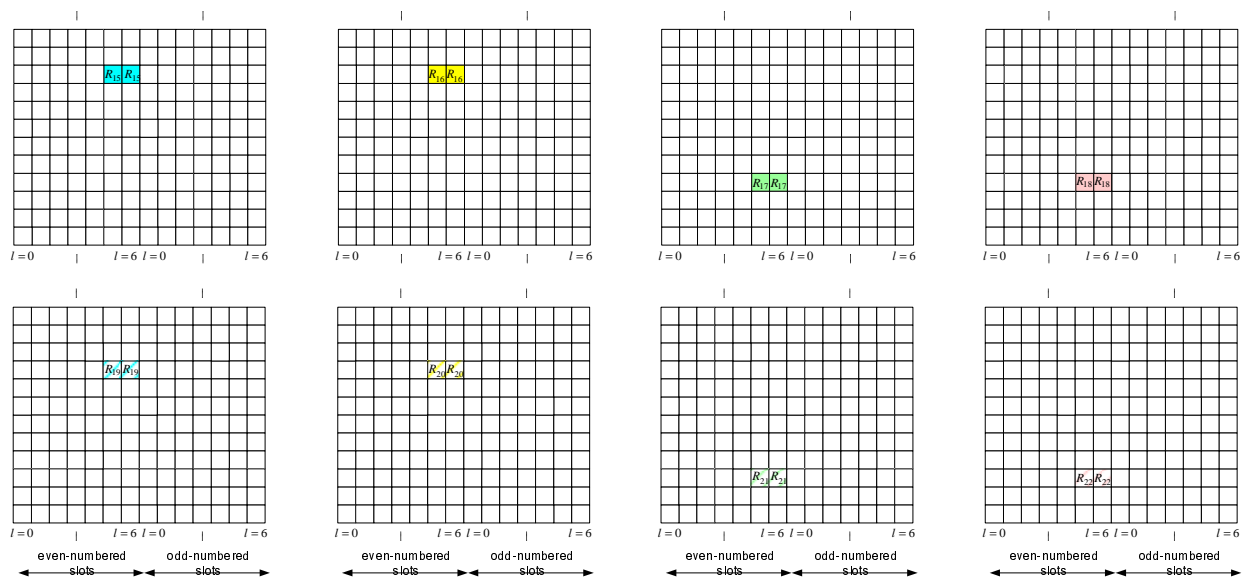 R15 R15 R16 R16
R17 R17 R18 R18
l = 0 l = 6 l = 0 l = 6 l = 0 l = 6 l = 0 l = 6 l = 0 l = 6 l = 0 l = 6 l = 0 l = 6 l = 0 l = 6
R19 R19 R20 R20
R21 R21 R22 R22
l = 0 l = 6 l = 0 l = 6 l = 0 l = 6 l = 0 l = 6 l = 0 l = 6 l = 0 l = 6 l = 0 l = 6 l = 0 l = 6
even-numbered odd-numbered even-numbered odd-numbered even-numbered odd-numbered even-numbered odd-numbered
slots slots slots slots slots slots slots slots